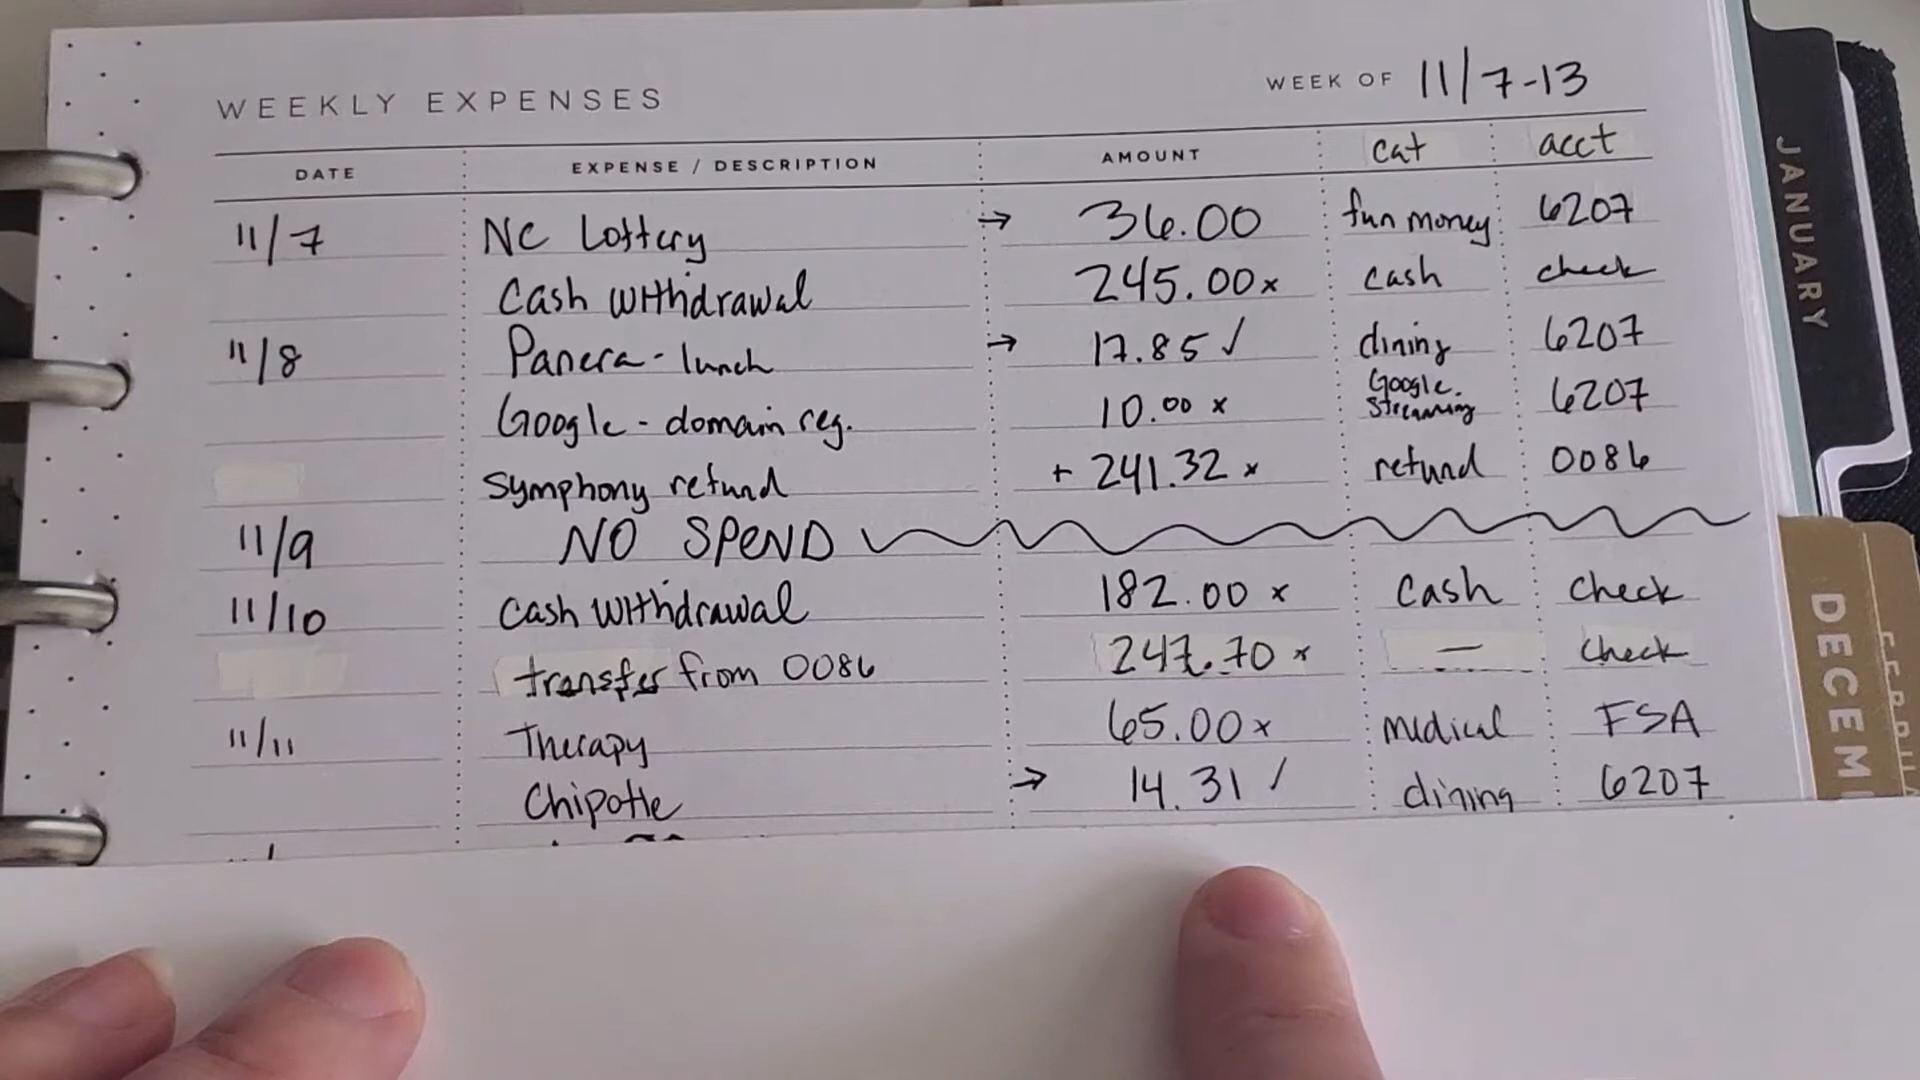 WEEKLY EXPENSES WEEK OF 11/7-13
DATE EXPENSE / DESCRIPTION AMOUNT cat acct
11/7 NC Lottery → 36.00 fun money 6207
Cash withdrawal 245.00 x cash check
11/8 Panera - lunch → 17.85 ✓ dining 6207
Google - domain reg. 10.00 x Google. Streaming 6207
Symphony refund + 241.32 x refund 0086
11/9 NO SPEND
11/10 Cash withdrawal 182.00 x Cash Check
transfer from 0086 247.70 x — Check
11/11 Therapy 65.00 x medical FSA
Chipotle → 14.31 ✓ dining 6207
JANUARY
DECEM